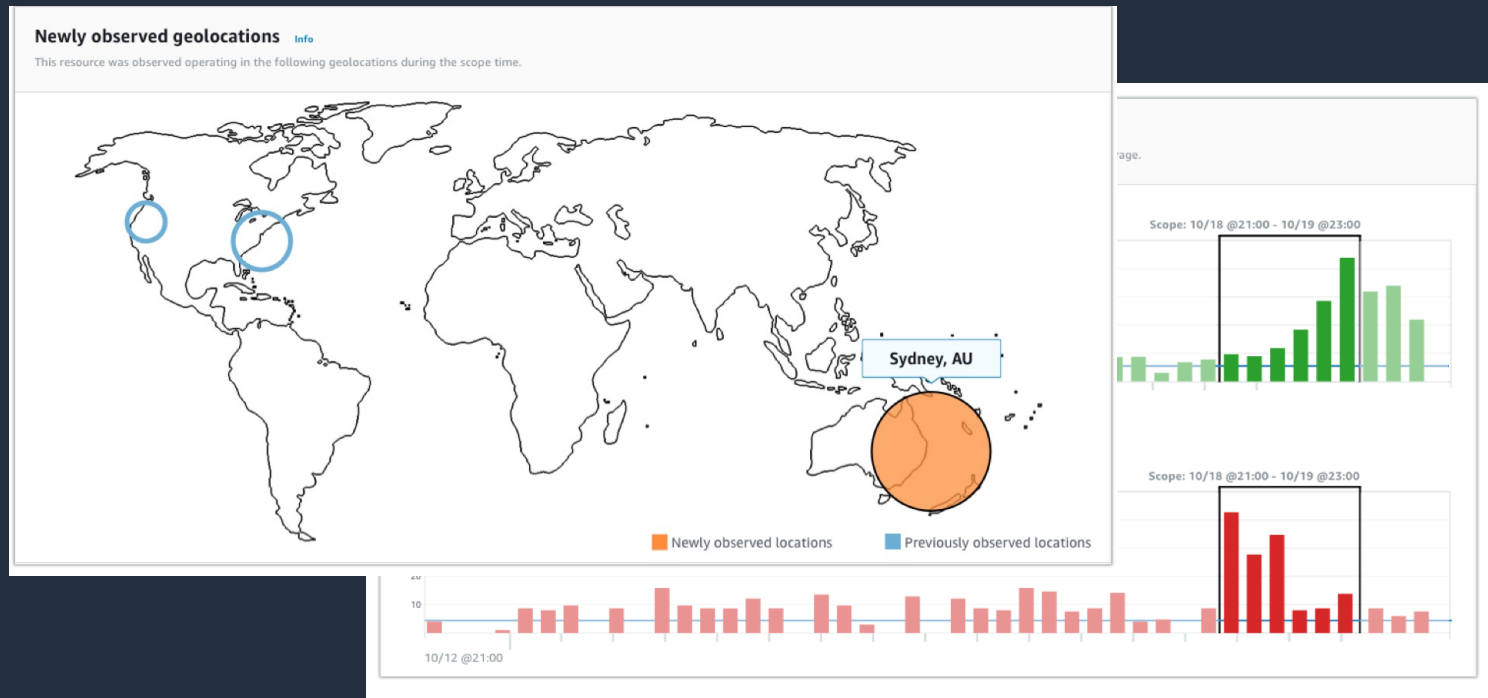 Newly observed geolocations Info
This resource was observed operating in the following geolocations during the scope time.
Sydney, AU
Newly observed locations
Previously observed locations
Scope: 10/18 @21:00 - 10/19 @23:00
Scope: 10/18 @21:00 - 10/19 @23:00
10
10/12 @21:00